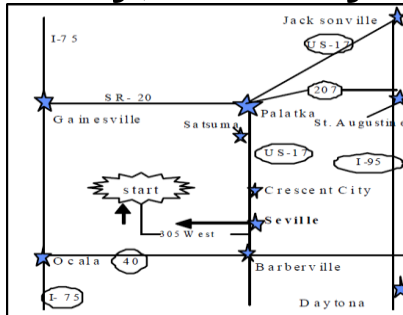 Jacksonville
I-75
US-17
SR-20
207
Gainesville
Palatka
Satsuma
St. Augustine
US-17
I-95
start
Crescent City
Seville
305 West
Ocala
40
Barberville
I-75
Daytona